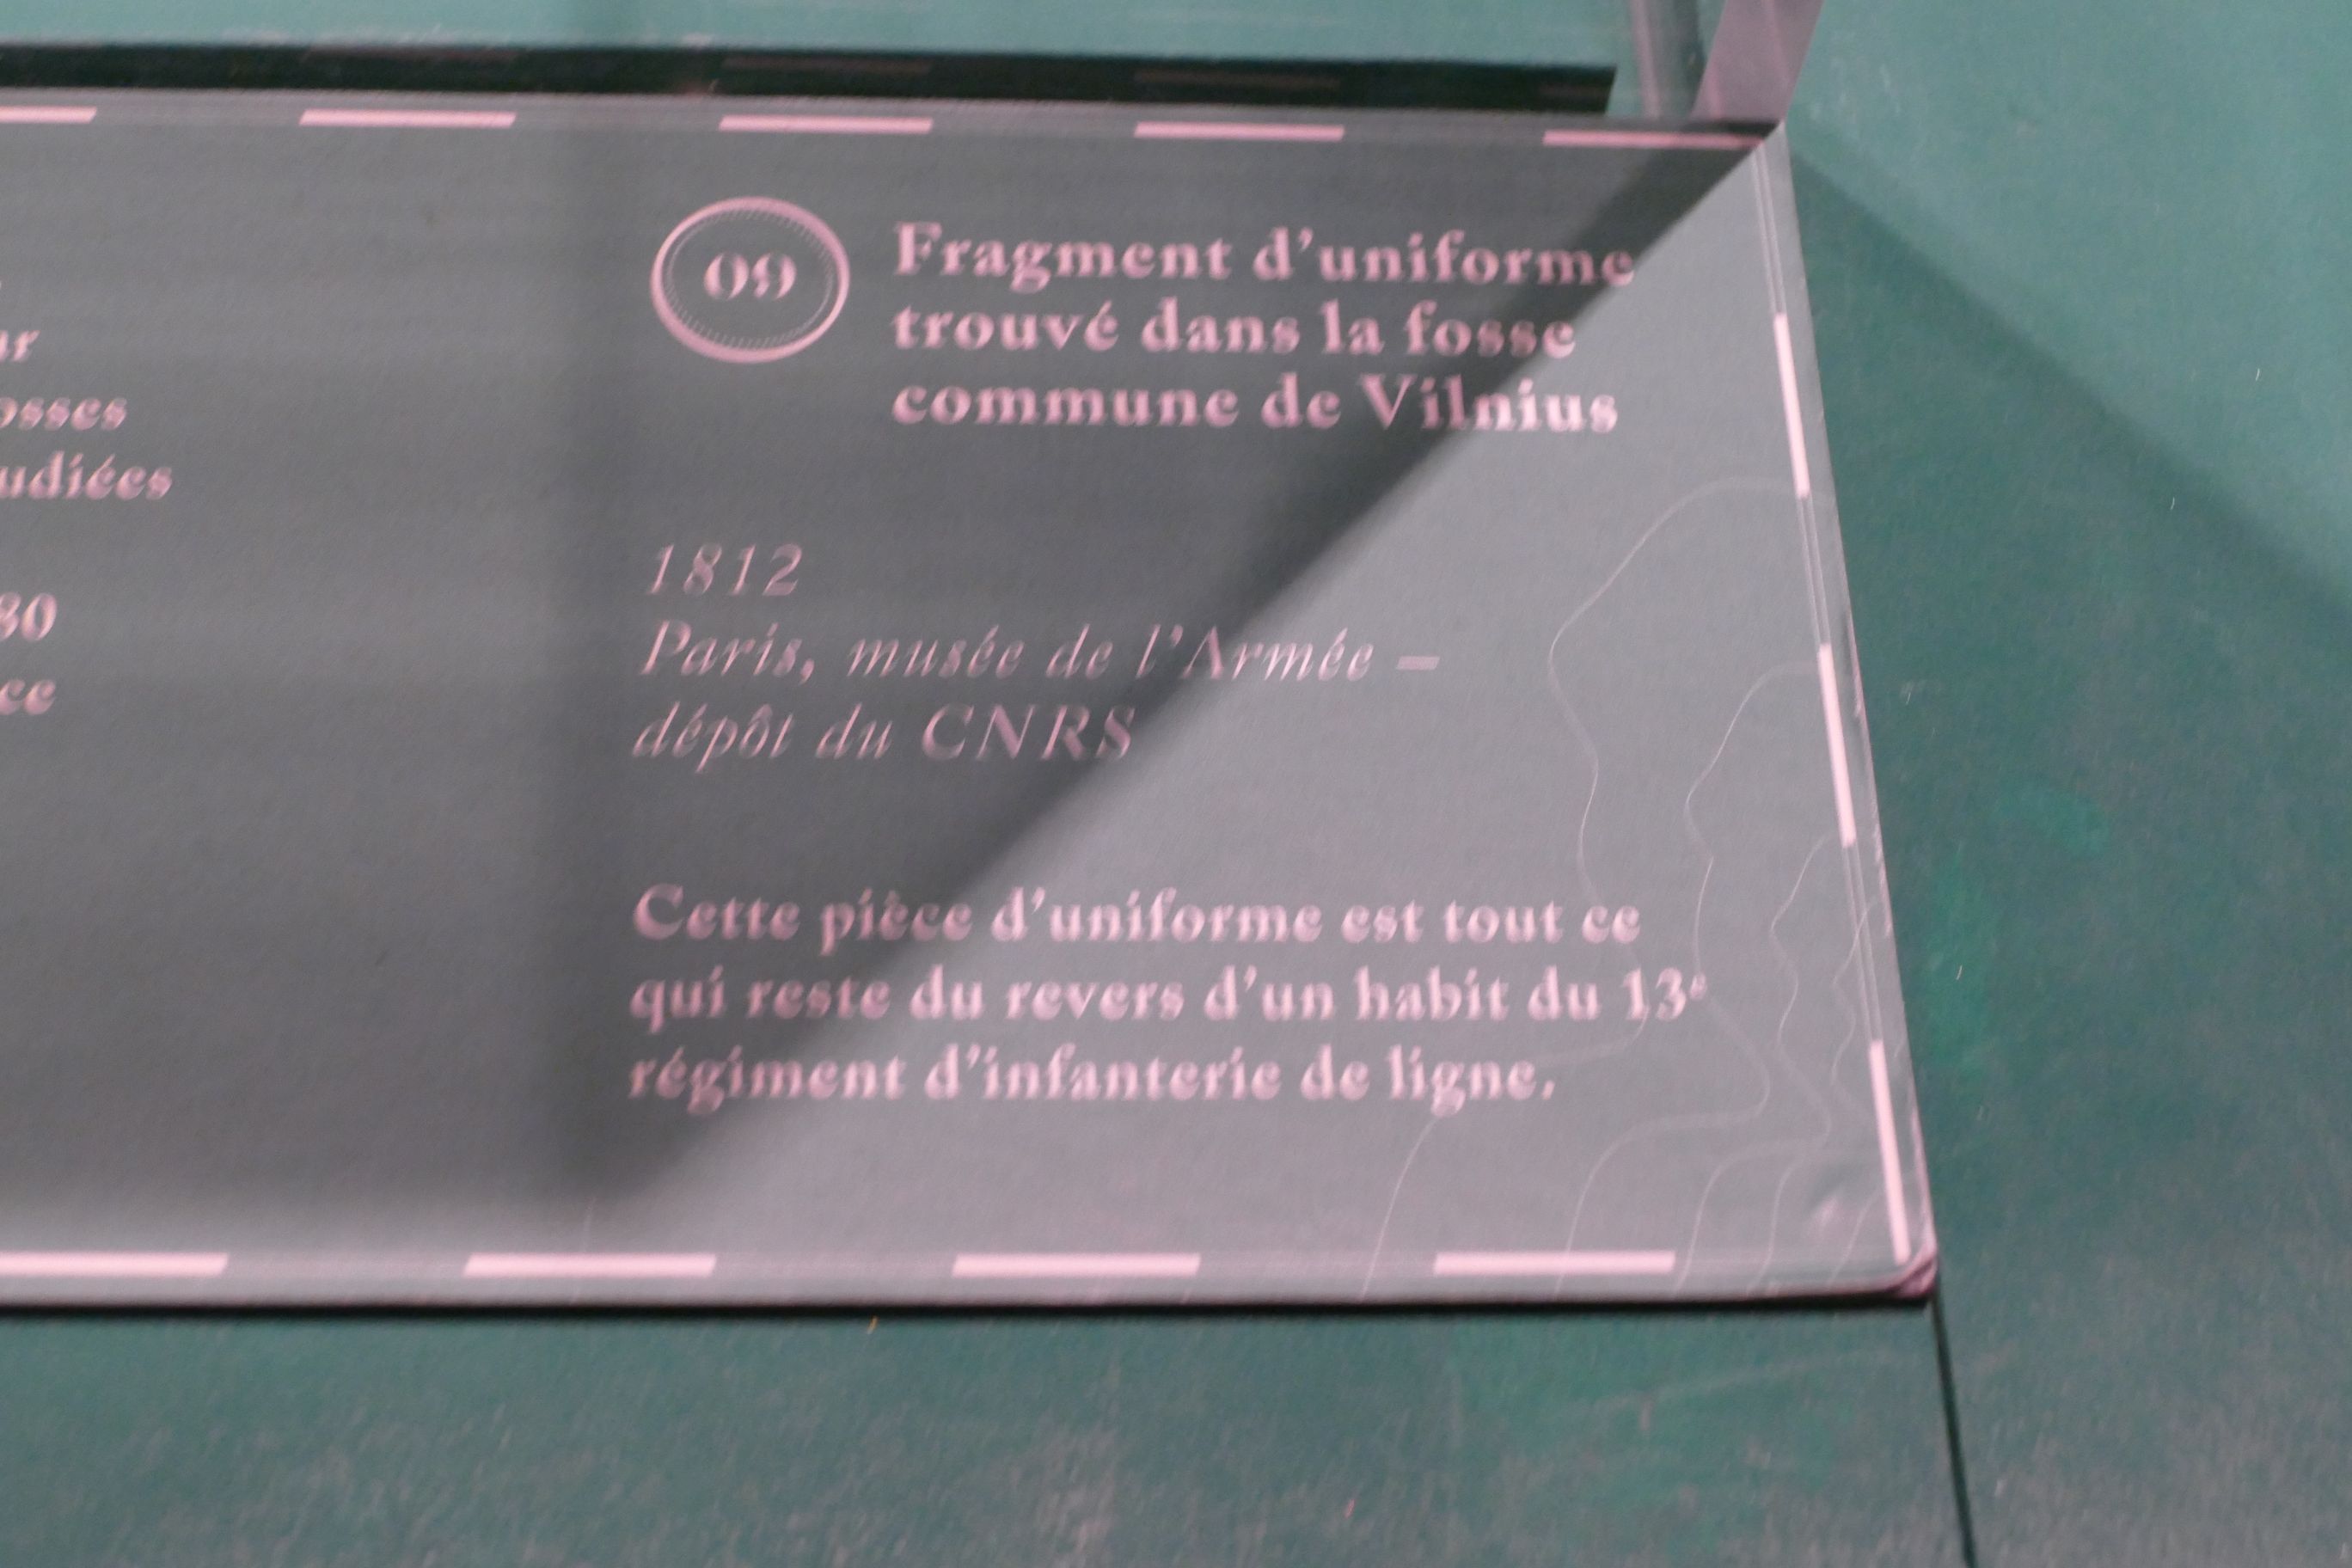 osses
udiées
80
09
Fragment d'uniforme
trouvé dans la fosse
commune de Vilnius
1812
Paris, musée de l'Armée –
dépôt du CNRS
Cette pièce d'uniforme est tout ce
qui reste du revers d'un habit du 13e
régiment d'infanterie de ligne.